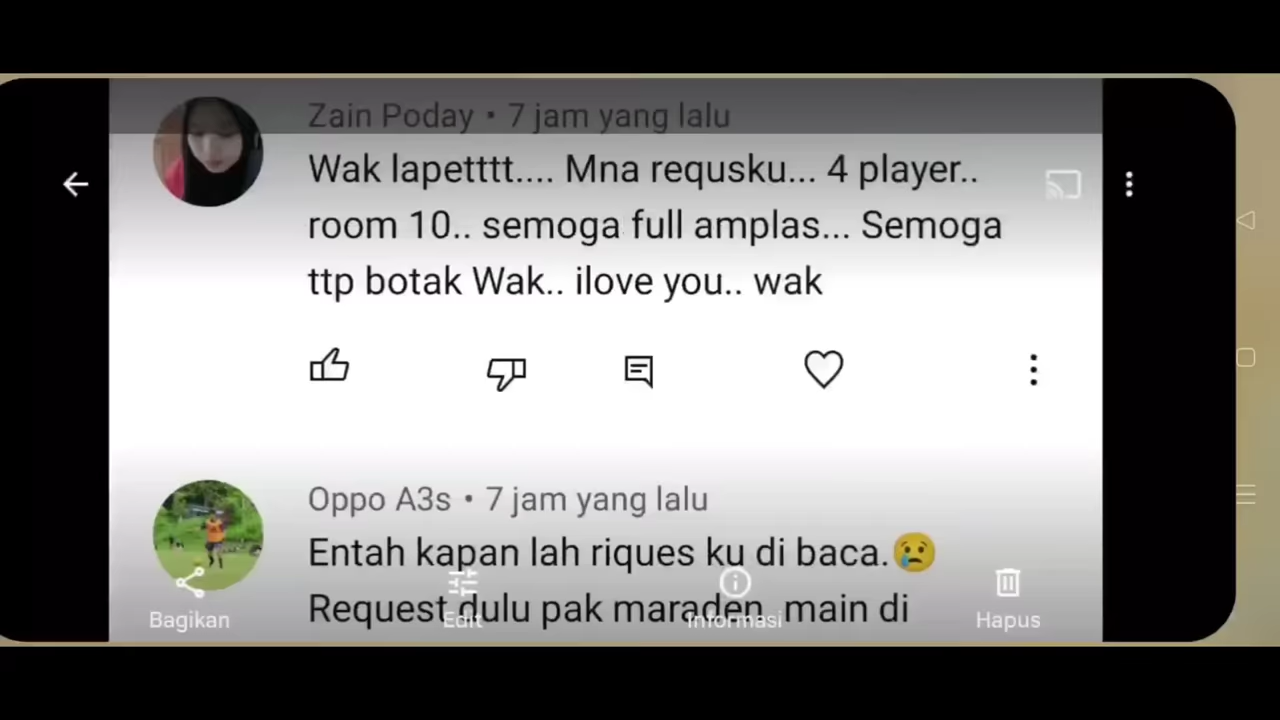 Zain Poday • 7 jam yang lalu
Wak lapetttt.... Mna requsku... 4 player..
room 10.. semoga full amplas... Semoga
ttp botak Wak.. ilove you.. wak
Oppo A3s • 7 jam yang lalu
Entah kapan lah riques ku di baca.😢
Request dulu pak maraden main di
Bagikan
Edit
Informasi
Hapus